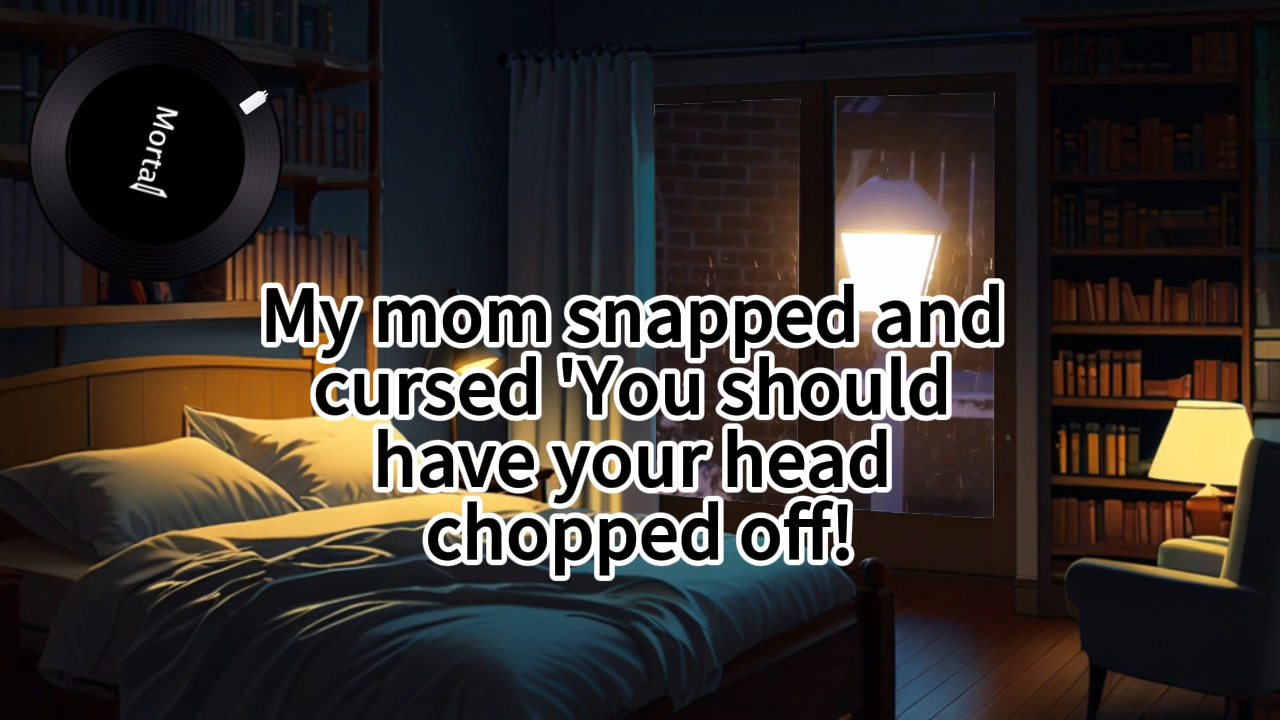 Mortal
My mom snapped and
cursed 'You should
have your head
chopped off!